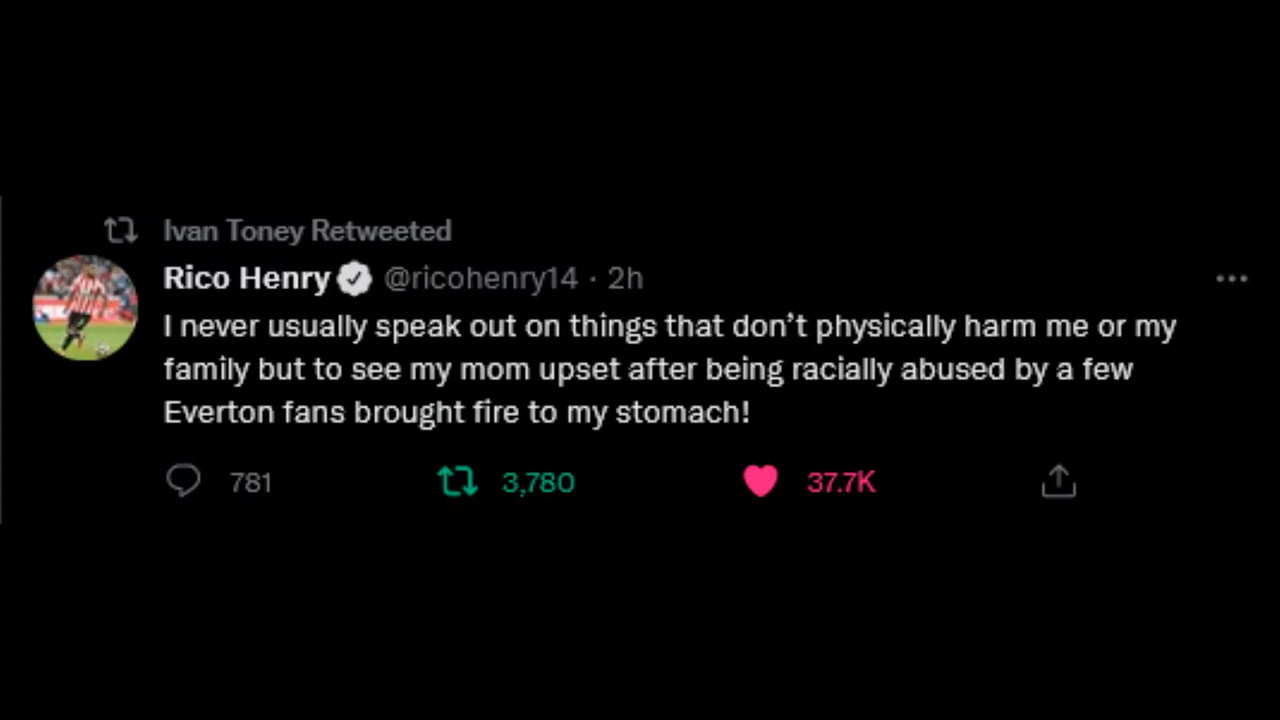 Ivan Toney Retweeted
Rico Henry @ricohenry14 · 2h
I never usually speak out on things that don’t physically harm me or my
family but to see my mom upset after being racially abused by a few
Everton fans brought fire to my stomach!
781 3,780 37.7K